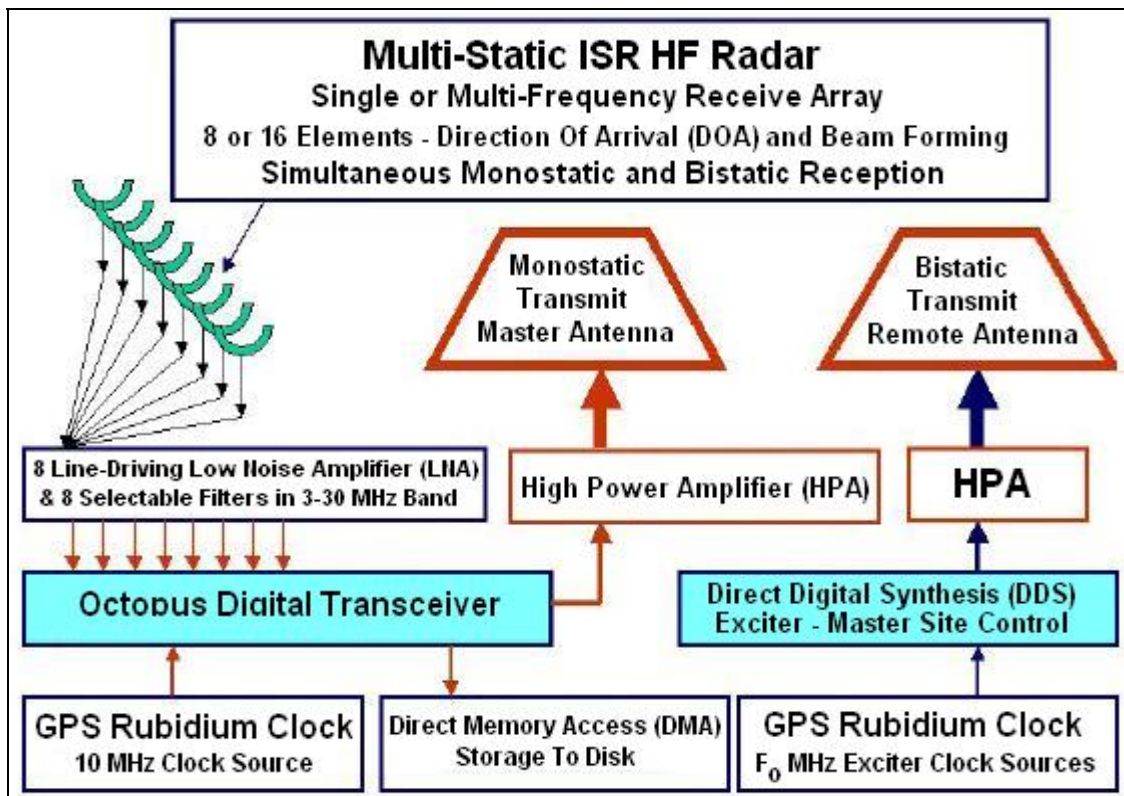 Multi-Static ISR HF Radar
Single or Multi-Frequency Receive Array
8 or 16 Elements - Direction Of Arrival (DOA) and Beam Forming
Simultaneous Monostatic and Bistatic Reception
Monostatic
Transmit
Master Antenna
Bistatic
Transmit
Remote Antenna
8 Line-Driving Low Noise Amplifier (LNA)
& 8 Selectable Filters in 3-30 MHz Band
High Power Amplifier (HPA)
HPA
Octopus Digital Transceiver
Direct Digital Synthesis (DDS)
Exciter - Master Site Control
GPS Rubidium Clock
10 MHz Clock Source
Direct Memory Access (DMA)
Storage To Disk
GPS Rubidium Clock
F₀ MHz Exciter Clock Sources